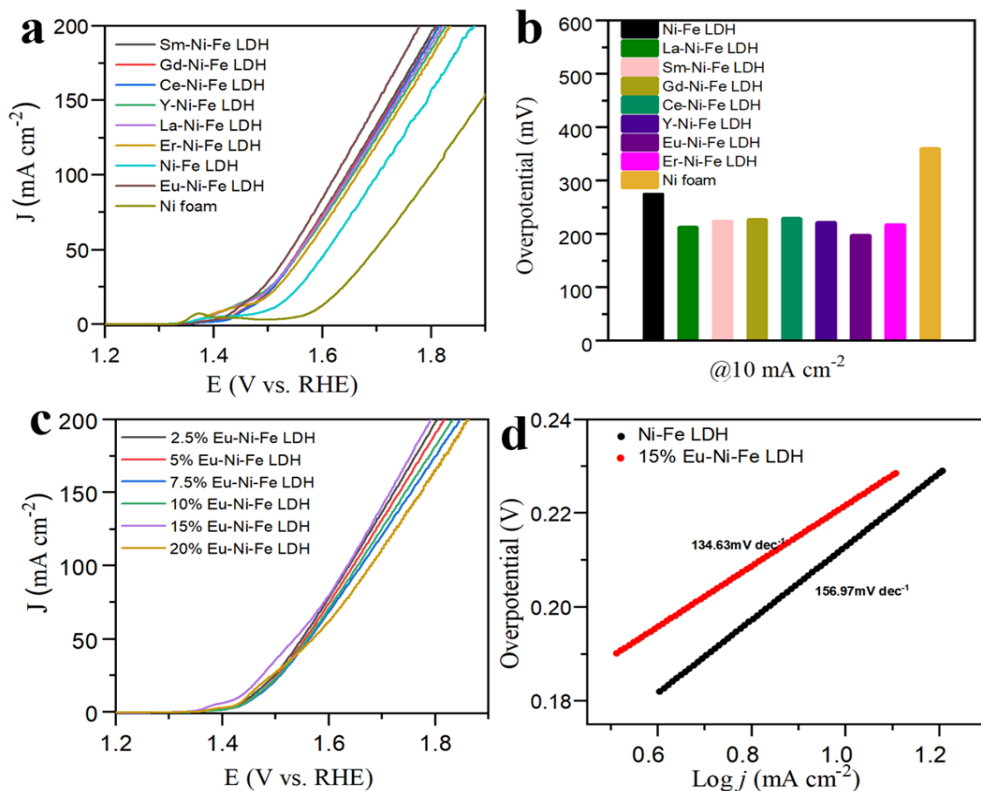 a
200
150
100
50
0
J (mA cm⁻²)
Sm-Ni-Fe LDH
Gd-Ni-Fe LDH
Ce-Ni-Fe LDH
Y-Ni-Fe LDH
La-Ni-Fe LDH
Er-Ni-Fe LDH
Ni-Fe LDH
Eu-Ni-Fe LDH
Ni foam
1.2 1.4 1.6 1.8
E (V vs. RHE)
b
600
500
400
300
200
100
000
Overpotential (mV)
Ni-Fe LDH
La-Ni-Fe LDH
Sm-Ni-Fe LDH
Gd-Ni-Fe LDH
Ce-Ni-Fe LDH
Y-Ni-Fe LDH
Eu-Ni-Fe LDH
Er-Ni-Fe LDH
Ni foam
@10 mA cm⁻²
c
200
150
100
50
0
J (mA cm⁻²)
2.5% Eu-Ni-Fe LDH
5% Eu-Ni-Fe LDH
7.5% Eu-Ni-Fe LDH
10% Eu-Ni-Fe LDH
15% Eu-Ni-Fe LDH
20% Eu-Ni-Fe LDH
1.2 1.4 1.6 1.8
E (V vs. RHE)
d
0.24
0.22
0.20
0.18
Overpotential (V)
Ni-Fe LDH
15% Eu-Ni-Fe LDH
134.63mV dec⁻¹
156.97mV dec⁻¹
0.6 0.8 1.0 1.2
Log j (mA cm⁻²)